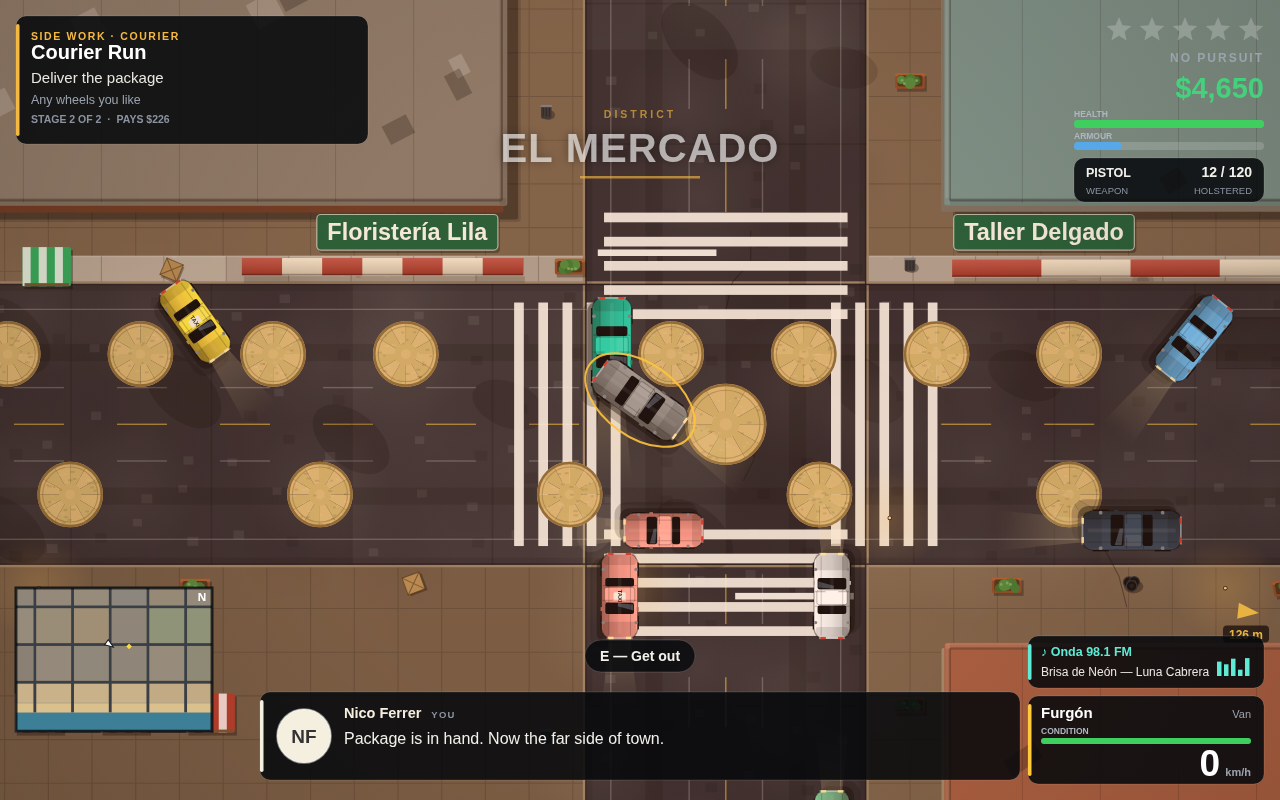 SIDE WORK · COURIER
Courier Run
Deliver the package
Any wheels you like
STAGE 2 OF 2 · PAYS $226
DISTRICT
EL MERCADO
NO PURSUIT
$4,650
HEALTH
ARMOUR
PISTOL 12 / 120
WEAPON HOLSTERED
Floristería Lila
Taller Delgado
TAXI
TAXI
N
E — Get out
126 m
♪ Onda 98.1 FM
Brisa de Neón — Luna Cabrera
NF
Nico Ferrer YOU
Package is in hand. Now the far side of town.
Furgón Van
CONDITION
0 km/h